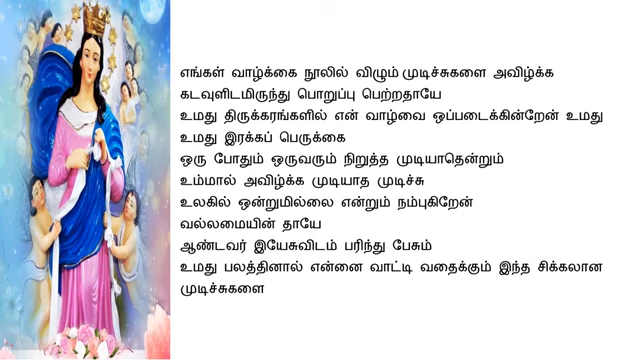 எங்கள் வாழ்க்கை நூலில் விழும் முடிச்சுகளை அவிழ்க்க
கடவுளிடமிருந்து பொறுப்பு பெற்றதாயே
உமது திருக்கரங்களில் என் வாழ்வை ஒப்படைக்கின்றேன் உமது
உமது இரக்கப் பெருக்கை
ஒரு போதும் ஒருவரும் நிறுத்த முடியாதென்றும்
உம்மால் அவிழ்க்க முடியாத முடிச்சு
உலகில் ஒன்றுமில்லை என்றும் நம்புகிறேன்
வல்லமையின் தாயே
ஆண்டவர் இயேசுவிடம் பரிந்து பேசும்
உமது பலத்தினால் என்னை வாட்டி வதைக்கும் இந்த சிக்கலான
முடிச்சுகளை